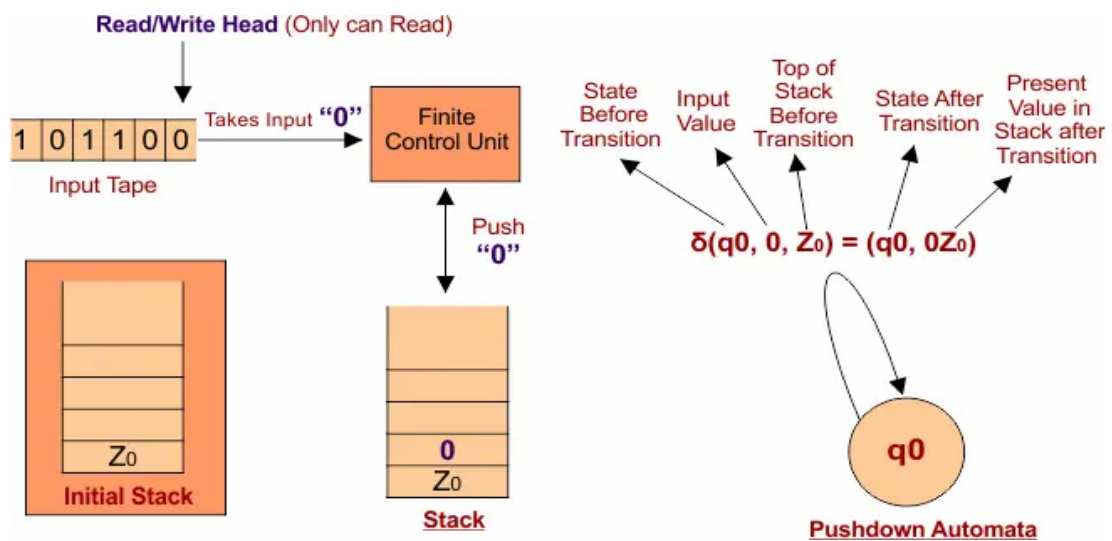 Read/Write Head (Only can Read)
1 0 1 1 0 0
Takes Input “0”
Finite
Control Unit
Input Tape
Push
“0”
Z0
Initial Stack
0
Z0
Stack
State
Before
Transition
Input
Value
Top of
Stack
Before
Transition
State After
Transition
Present
Value in
Stack after
Transition
δ(q0, 0, Z0) = (q0, 0Z0)
q0
Pushdown Automata